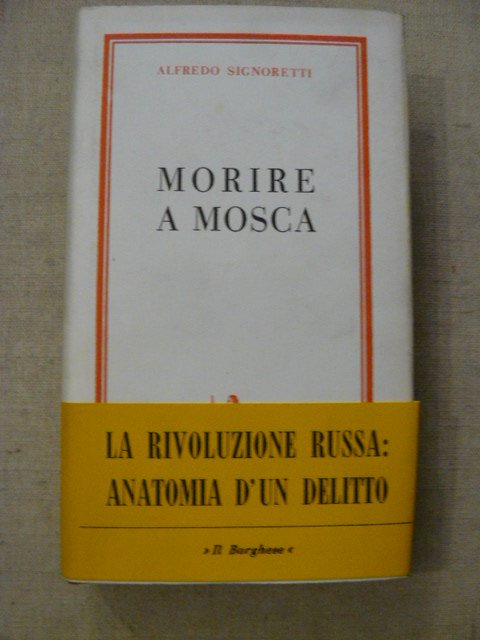 ALFREDO SIGNORETTI
MORIRE
A MOSCA
LA RIVOLUZIONE RUSSA:
ANATOMIA D'UN DELITTO
» Il Borghese «